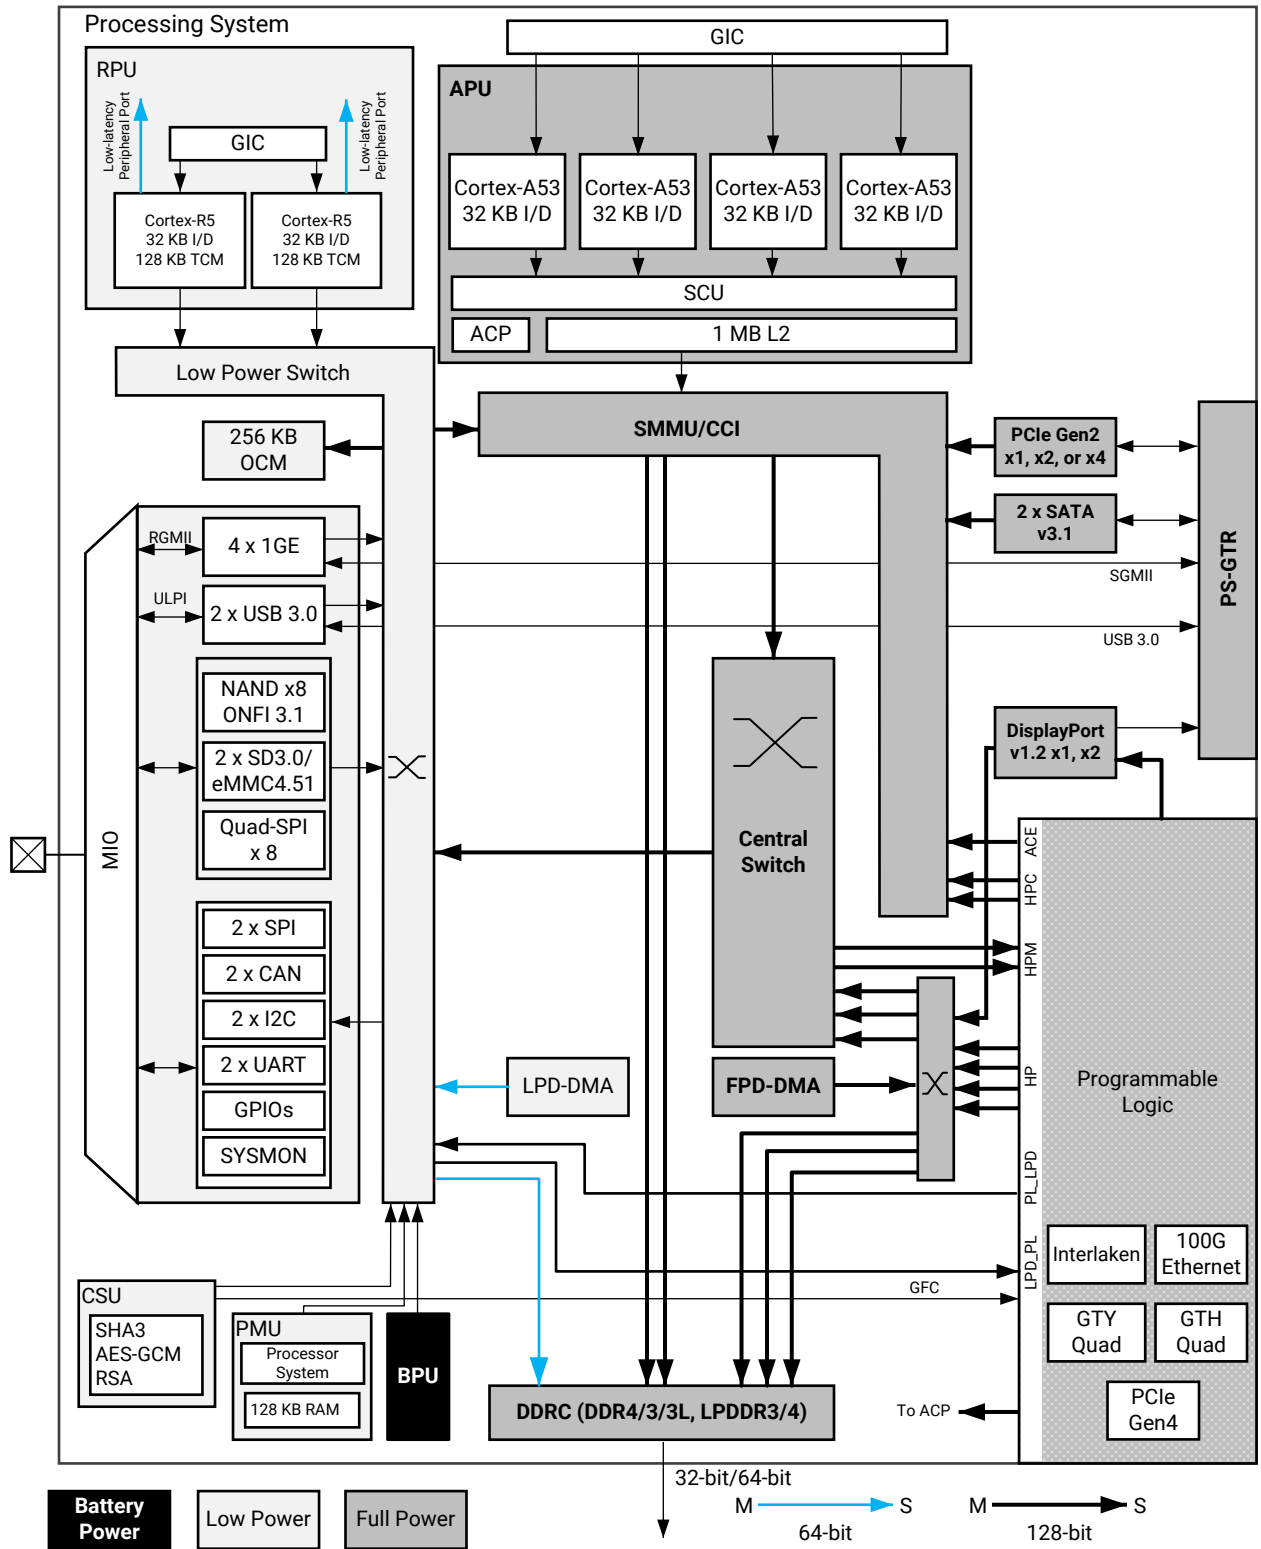 Processing System
RPU
Low-latency
Peripheral Port
Low-latency
Peripheral Port
GIC
Cortex-R5
32 KB I/D
128 KB TCM
Cortex-R5
32 KB I/D
128 KB TCM
GIC
APU
Cortex-A53
32 KB I/D
Cortex-A53
32 KB I/D
Cortex-A53
32 KB I/D
Cortex-A53
32 KB I/D
SCU
ACP
1 MB L2
Low Power Switch
256 KB
OCM
SMMU/CCI
PCIe Gen2
x1, x2, or x4
2 x SATA
v3.1
PS-GTR
SGMII
USB 3.0
RGMII
4 x 1GE
ULPI
2 x USB 3.0
NAND x8
ONFI 3.1
2 x SD3.0/
eMMC4.51
Quad-SPI
x 8
MIO
2 x SPI
2 x CAN
2 x I2C
2 x UART
GPIOs
SYSMON
Central
Switch
DisplayPort
v1.2 x1, x2
ACE
HPC
HPM
HP
PL_LPD
LPD_PL
LPD-DMA
FPD-DMA
Programmable
Logic
Interlaken
100G
Ethernet
GTY
Quad
GTH
Quad
PCIe
Gen4
GFC
To ACP
CSU
SHA3
AES-GCM
RSA
PMU
Processor
System
128 KB RAM
BPU
DDRC (DDR4/3/3L, LPDDR3/4)
32-bit/64-bit
Battery
Power
Low Power
Full Power
M
S
64-bit
M
S
128-bit